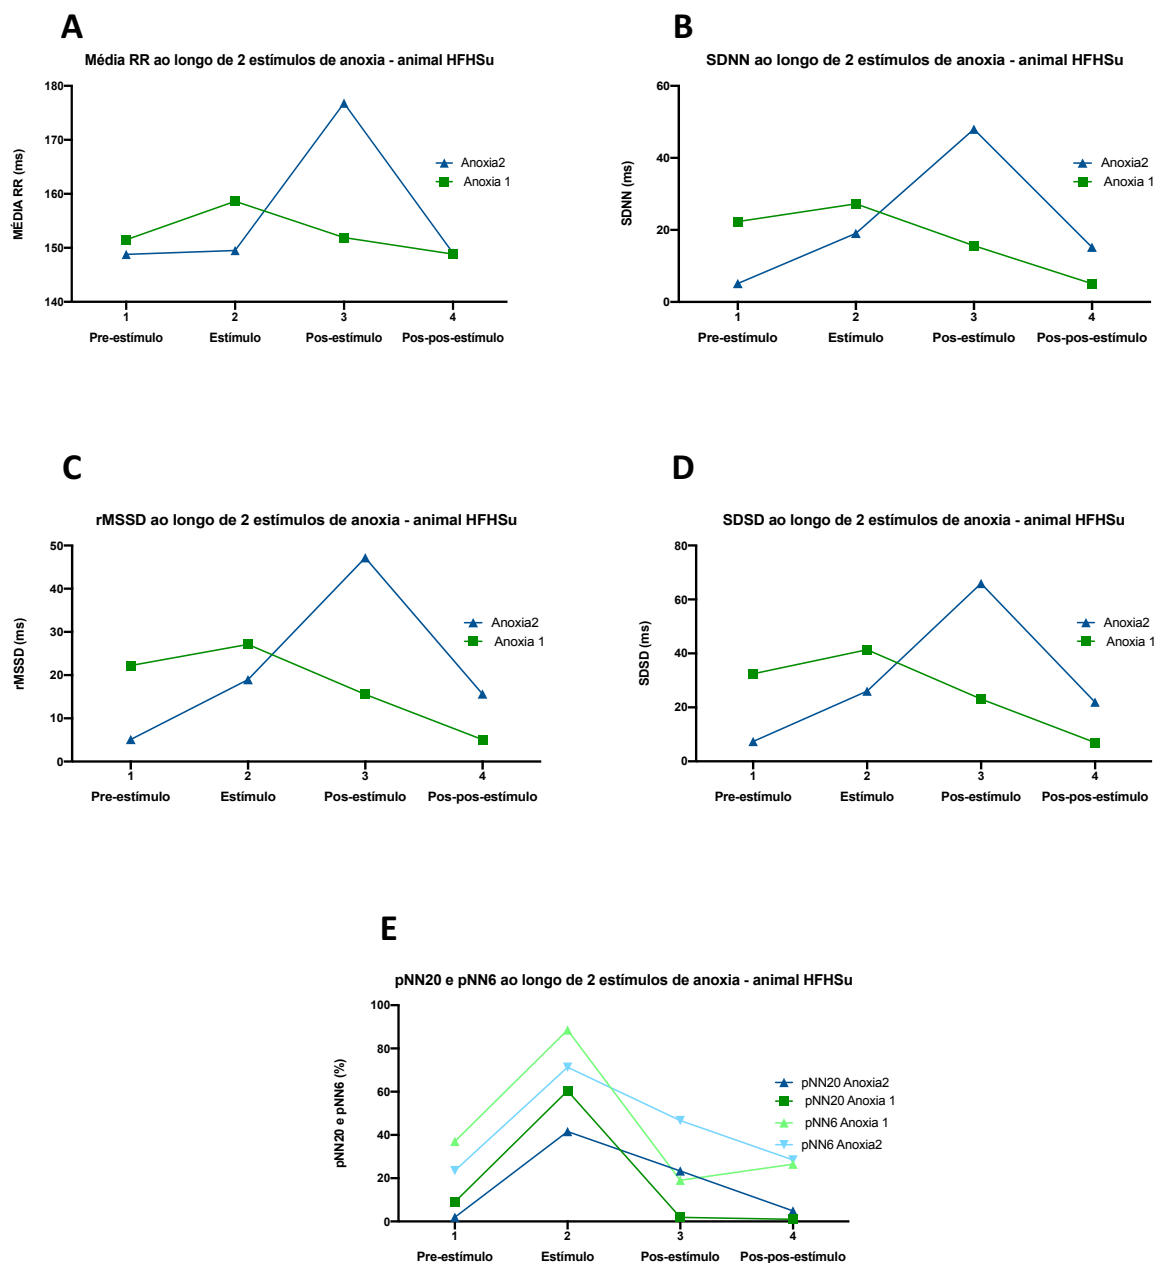 A
Média RR ao longo de 2 estímulos de anoxia - animal HFHSu
MÉDIA RR (ms)
180
170
160
150
140
1
2
3
4
Pre-estímulo
Estímulo
Pos-estímulo
Pos-pos-estímulo
Anoxia2
Anoxia 1
B
SDNN ao longo de 2 estímulos de anoxia - animal HFHSu
SDNN (ms)
60
40
20
0
1
2
3
4
Pre-estímulo
Estímulo
Pos-estímulo
Pos-pos-estímulo
Anoxia2
Anoxia 1
C
rMSSD ao longo de 2 estímulos de anoxia - animal HFHSu
rMSSD (ms)
50
40
30
20
10
0
1
2
3
4
Pre-estímulo
Estímulo
Pos-estímulo
Pos-pos-estímulo
Anoxia2
Anoxia 1
D
SDSD ao longo de 2 estímulos de anoxia - animal HFHSu
SDSD (ms)
80
60
40
20
0
1
2
3
4
Pre-estímulo
Estímulo
Pos-estímulo
Pos-pos-estímulo
Anoxia2
Anoxia 1
E
pNN20 e pNN6 ao longo de 2 estímulos de anoxia - animal HFHSu
pNN20 e pNN6 (%)
100
80
60
40
20
0
1
2
3
4
Pre-estímulo
Estímulo
Pos-estímulo
Pos-pos-estímulo
pNN20 Anoxia2
pNN20 Anoxia 1
pNN6 Anoxia 1
pNN6 Anoxia2